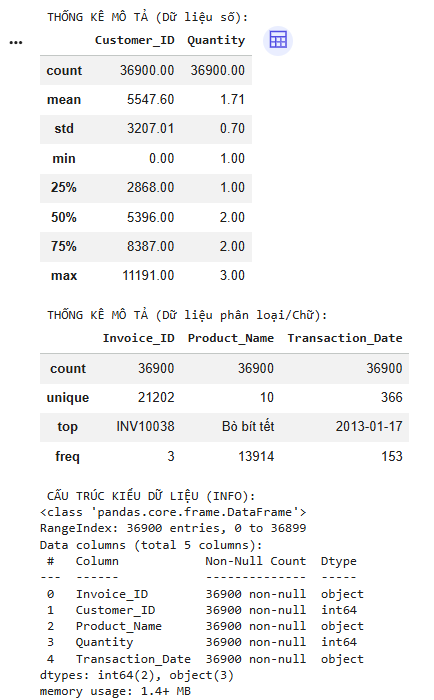 THỐNG KÊ MÔ TẢ (Dữ liệu số):
Customer_ID Quantity
count 36900.00 36900.00
mean 5547.60 1.71
std 3207.01 0.70
min 0.00 1.00
25% 2868.00 1.00
50% 5396.00 2.00
75% 8387.00 2.00
max 11191.00 3.00
THỐNG KÊ MÔ TẢ (Dữ liệu phân loại/Chữ):
Invoice_ID Product_Name Transaction_Date
count 36900 36900 36900
unique 21202 10 366
top INV10038 Bò bít tết 2013-01-17
freq 3 13914 153
CẤU TRÚC KIỂU DỮ LIỆU (INFO):
<class 'pandas.core.frame.DataFrame'>
RangeIndex: 36900 entries, 0 to 36899
Data columns (total 5 columns):
# Column Non-Null Count Dtype
--- ------ -------------- -----
0 Invoice_ID 36900 non-null object
1 Customer_ID 36900 non-null int64
2 Product_Name 36900 non-null object
3 Quantity 36900 non-null int64
4 Transaction_Date 36900 non-null object
dtypes: int64(2), object(3)
memory usage: 1.4+ MB